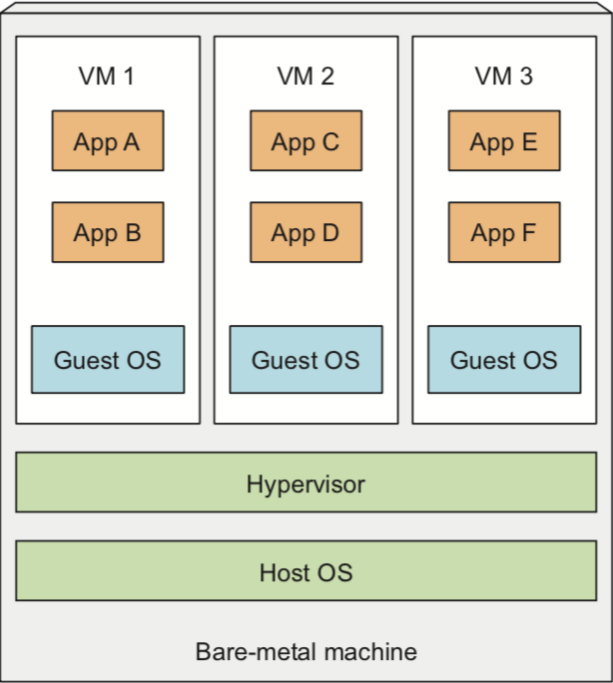 VM 1
App A
App B
Guest OS
VM 2
App C
App D
Guest OS
VM 3
App E
App F
Guest OS
Hypervisor
Host OS
Bare-metal machine